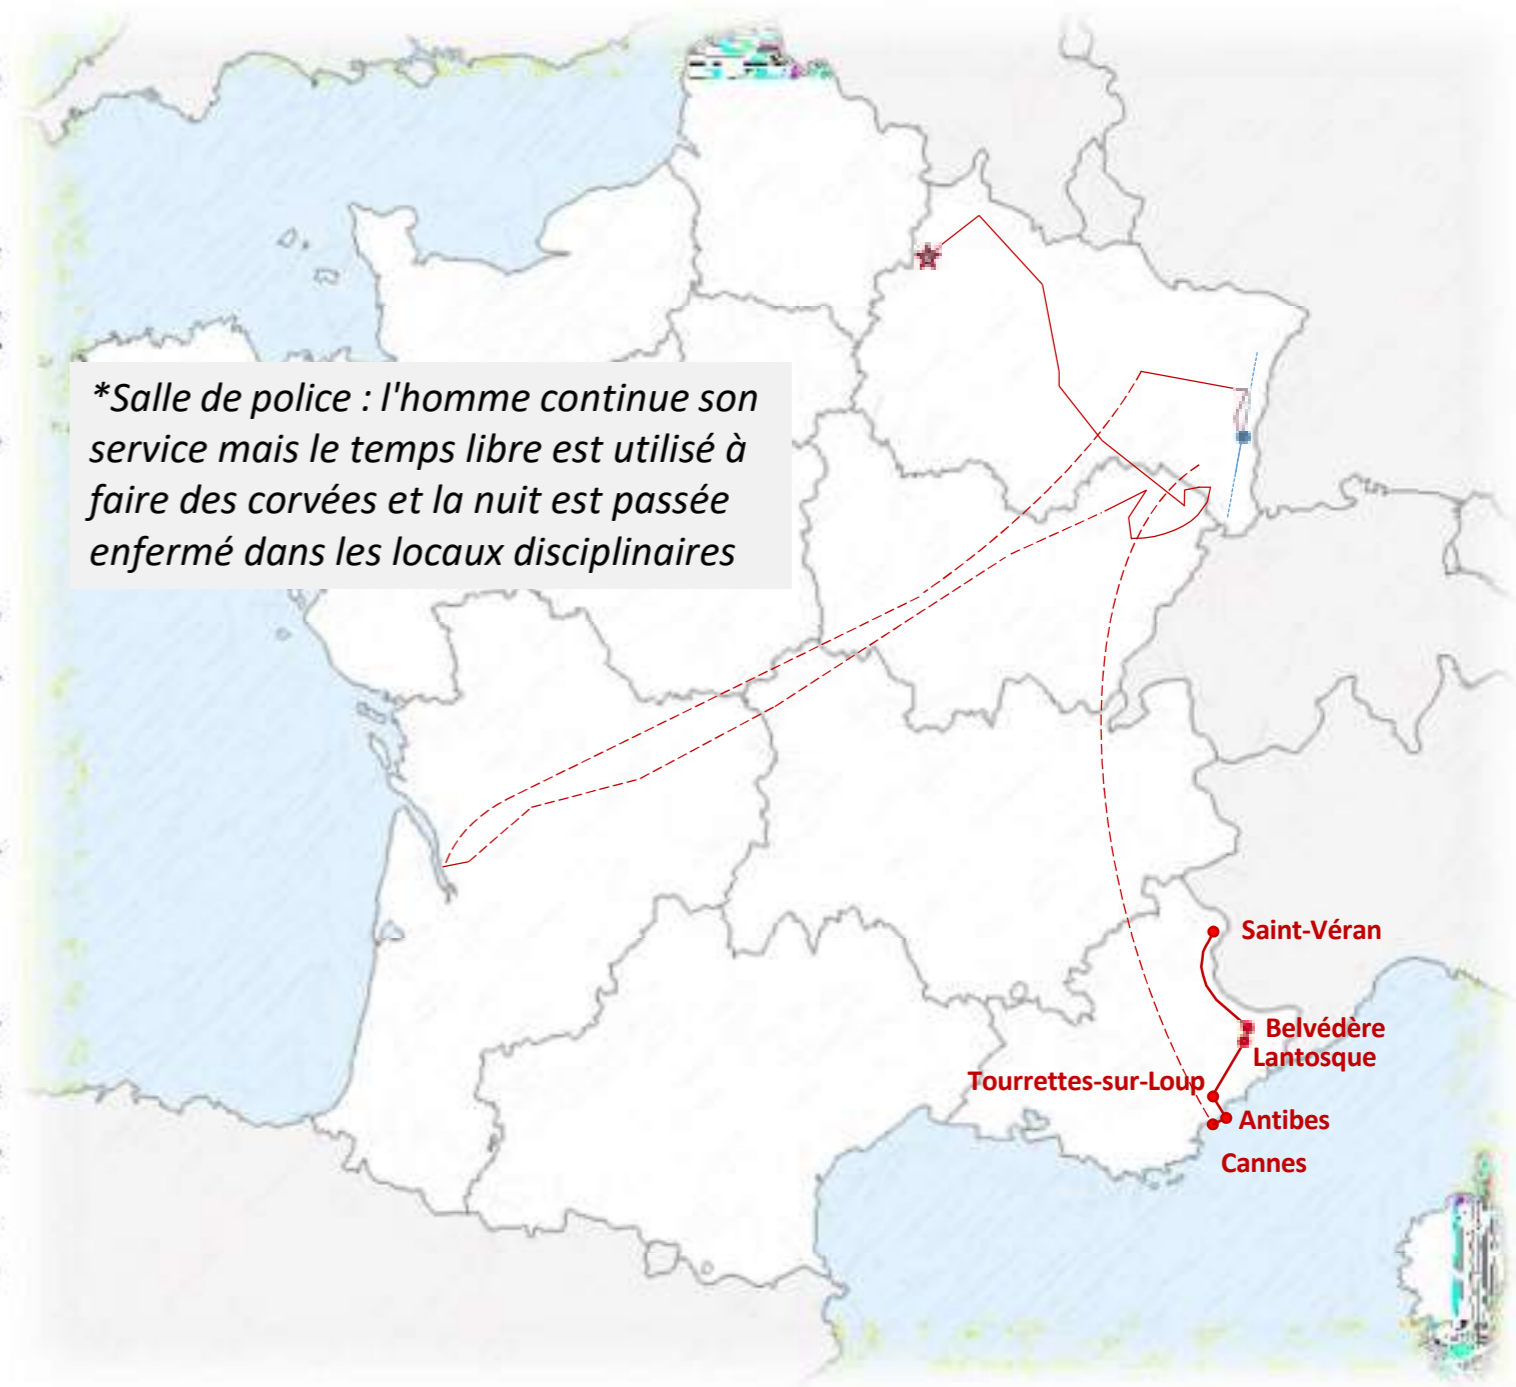 *Salle de police : l'homme continue son
service mais le temps libre est utilisé à
faire des corvées et la nuit est passée
enfermé dans les locaux disciplinaires
Saint-Véran
Belvédère
Lantosque
Tourrettes-sur-Loup
Antibes
Cannes